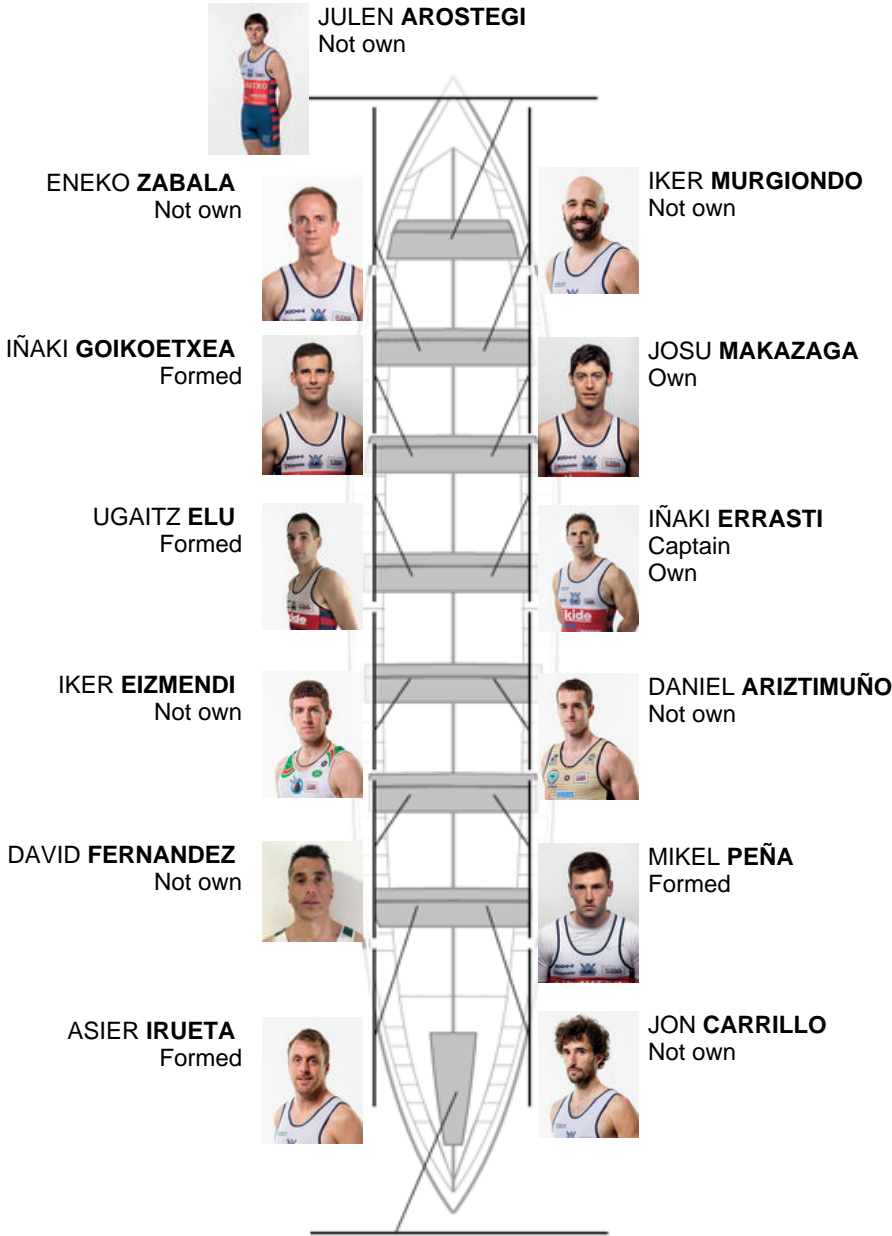 JULEN AROSTEGI
Not own
ENEKO ZABALA
Not own
IKER MURGIONDO
Not own
IÑAKI GOIKOETXEA
Formed
JOSU MAKAZAGA
Own
UGAITZ ELU
Formed
IÑAKI ERRASTI
Captain
Own
kide
kide
IKER EIZMENDI
Not own
DANIEL ARIZTIMUÑO
Not own
DAVID FERNANDEZ
Not own
MIKEL PEÑA
Formed
ASIER IRUETA
Formed
JON CARRILLO
Not own